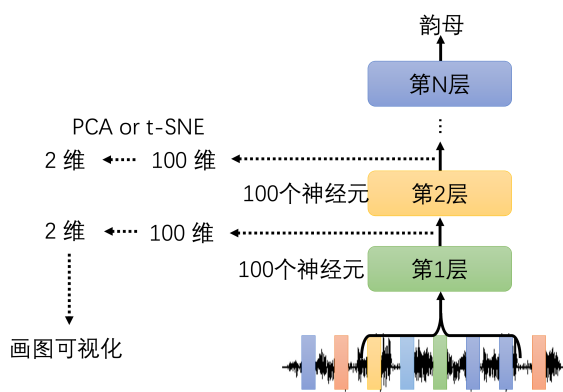 韵母
第N层
PCA or t-SNE
2 维
100 维
100个神经元
第2层
2 维
100 维
100个神经元
第1层
画图可视化